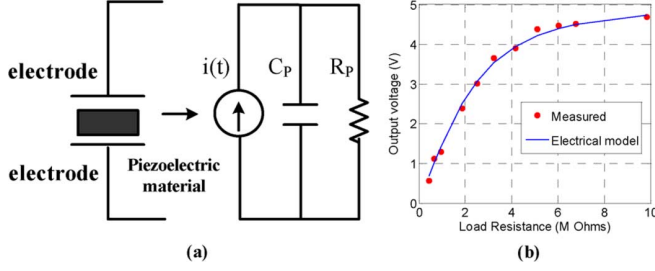 electrode
electrode
Piezoelectric
material
i(t)
C_P
R_P
(a)
Output voltage (V)
5
4
3
2
1
0
0 2 4 6 8 10
Load Resistance (M Ohms)
Measured
Electrical model
(b)